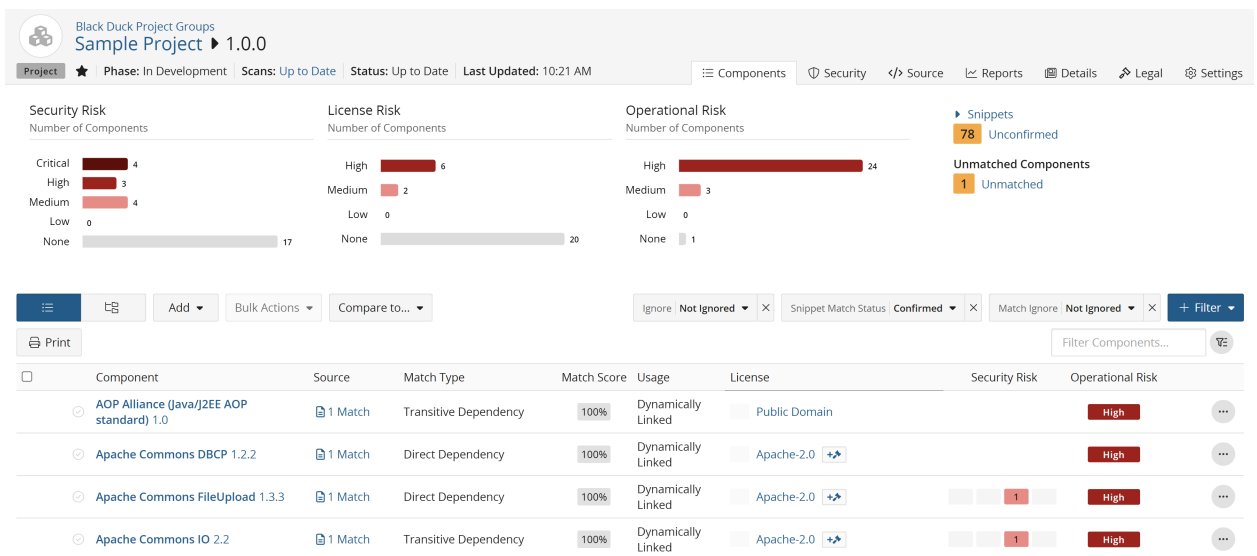 Black Duck Project Groups
Sample Project 1.0.0
Project Phase: In Development Scans: Up to Date Status: Up to Date Last Updated: 10:21 AM
Components Security Source Reports Details Legal Settings
Security Risk
Number of Components
Critical 4
High 3
Medium 4
Low 0
None 17
License Risk
Number of Components
High 6
Medium 2
Low 0
None 20
Operational Risk
Number of Components
High 24
Medium 3
Low 0
None 1
Snippets
78 Unconfirmed
Unmatched Components
1 Unmatched
Add Bulk Actions Compare to... Ignore Not Ignored Snippet Match Status Confirmed Match Ignore Not Ignored + Filter
Print Filter Components...
Component Source Match Type Match Score Usage License Security Risk Operational Risk
AOP Alliance (Java/J2EE AOP
standard) 1.0 1 Match Transitive Dependency 100% Dynamically
Linked Public Domain High
Apache Commons DBCP 1.2.2 1 Match Direct Dependency 100% Dynamically
Linked Apache-2.0 High
Apache Commons FileUpload 1.3.3 1 Match Direct Dependency 100% Dynamically
Linked Apache-2.0 1 High
Apache Commons IO 2.2 1 Match Transitive Dependency 100% Dynamically
Linked Apache-2.0 1 High